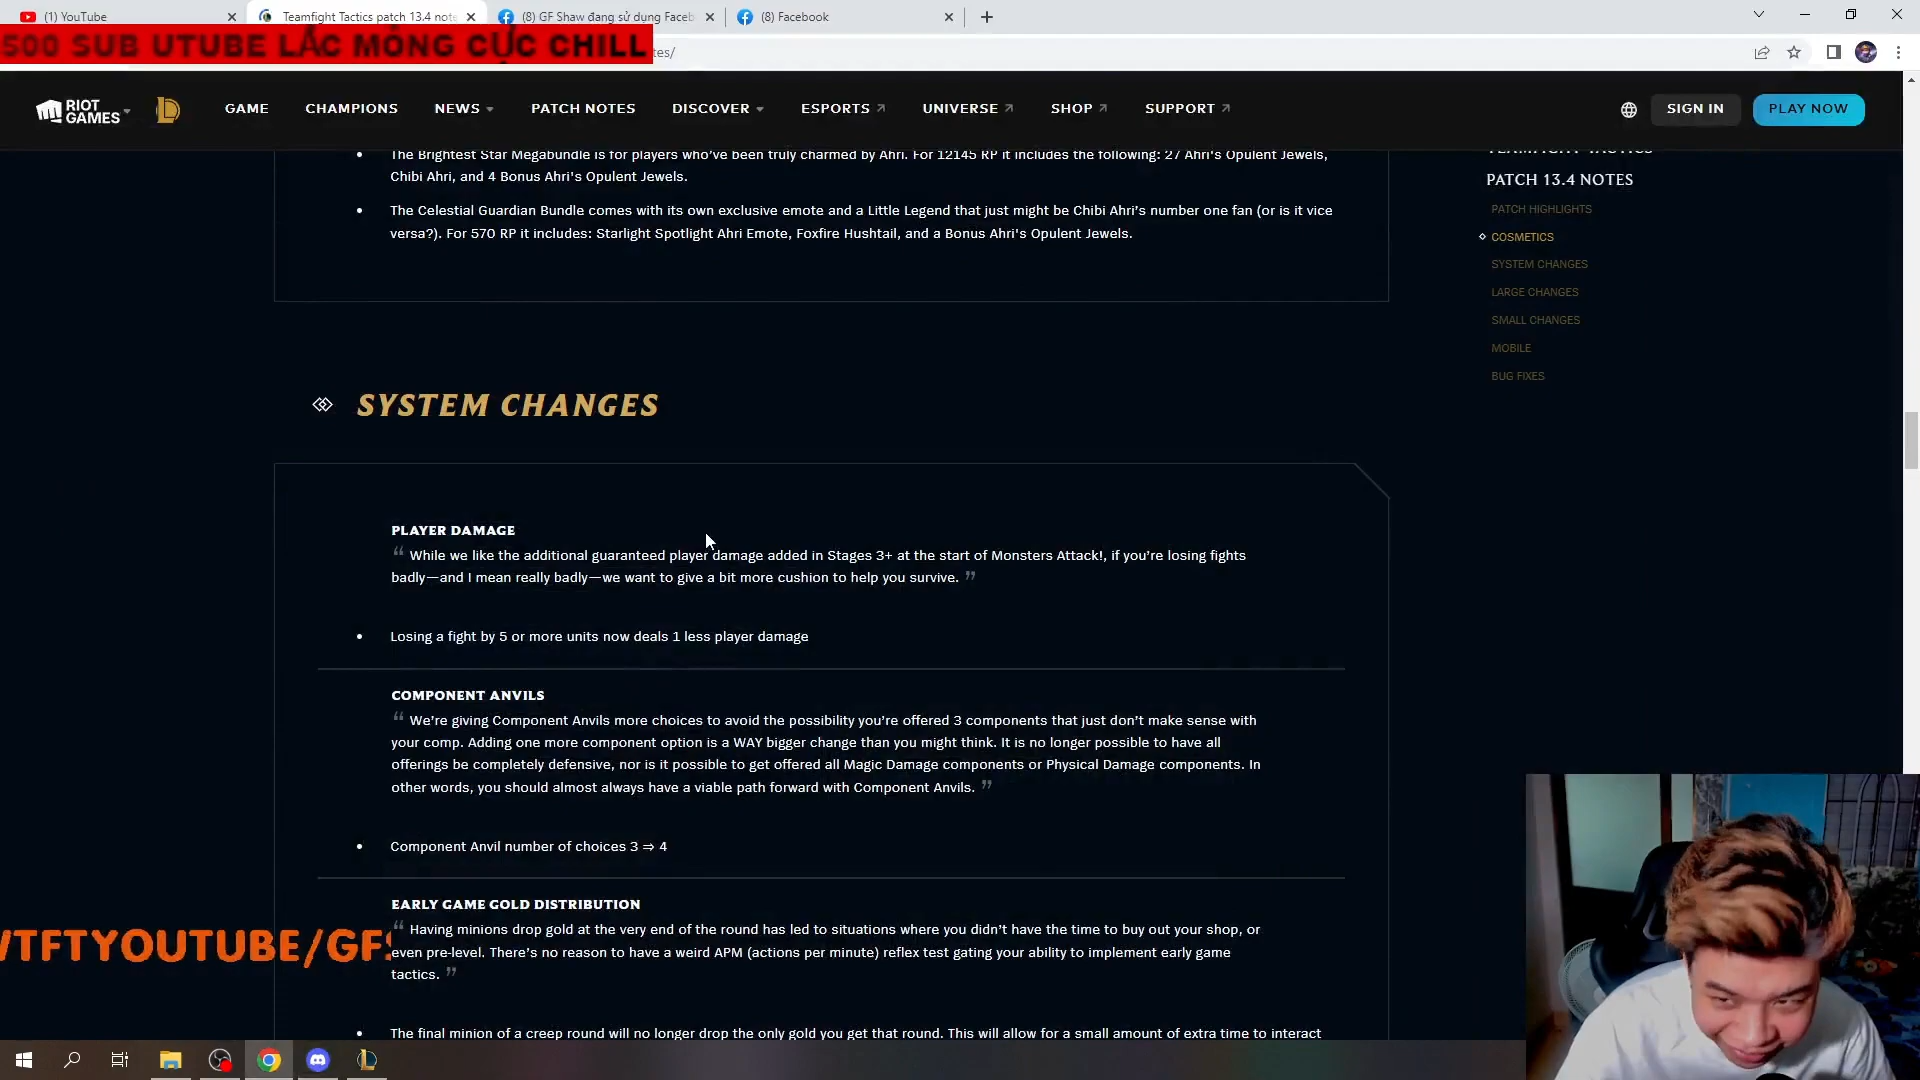 (1) YouTube
Teamfight Tactics patch 13.4 note
(8) GF Shaw đang sử dụng Faceb
(8) Facebook
500 SUB UTUBE LẮC MÔNG CỰC CHILL
tes/
RIOT GAMES
GAME
CHAMPIONS
NEWS
PATCH NOTES
DISCOVER
ESPORTS
UNIVERSE
SHOP
SUPPORT
SIGN IN
PLAY NOW
• The Brightest Star Megabundle is for players who've been truly charmed by Ahri. For 12145 RP it includes the following: 27 Ahri's Opulent Jewels,
Chibi Ahri, and 4 Bonus Ahri's Opulent Jewels.
• The Celestial Guardian Bundle comes with its own exclusive emote and a Little Legend that just might be Chibi Ahri's number one fan (or is it vice
versa?). For 570 RP it includes: Starlight Spotlight Ahri Emote, Foxfire Hushtail, and a Bonus Ahri's Opulent Jewels.
TEAMFIGHT TACTICS
PATCH 13.4 NOTES
PATCH HIGHLIGHTS
COSMETICS
SYSTEM CHANGES
LARGE CHANGES
SMALL CHANGES
MOBILE
BUG FIXES
SYSTEM CHANGES
PLAYER DAMAGE
“ While we like the additional guaranteed player damage added in Stages 3+ at the start of Monsters Attack!, if you're losing fights
badly—and I mean really badly—we want to give a bit more cushion to help you survive. ”
• Losing a fight by 5 or more units now deals 1 less player damage
COMPONENT ANVILS
“ We're giving Component Anvils more choices to avoid the possibility you're offered 3 components that just don't make sense with
your comp. Adding one more component option is a WAY bigger change than you might think. It is no longer possible to have all
offerings be completely defensive, nor is it possible to get offered all Magic Damage components or Physical Damage components. In
other words, you should almost always have a viable path forward with Component Anvils. ”
• Component Anvil number of choices 3 ⇒ 4
EARLY GAME GOLD DISTRIBUTION
“ Having minions drop gold at the very end of the round has led to situations where you didn't have the time to buy out your shop, or
even pre-level. There's no reason to have a weird APM (actions per minute) reflex test gating your ability to implement early game
tactics. ”
• The final minion of a creep round will no longer drop the only gold you get that round. This will allow for a small amount of extra time to interact
/TFTYOUTUBE/GFS